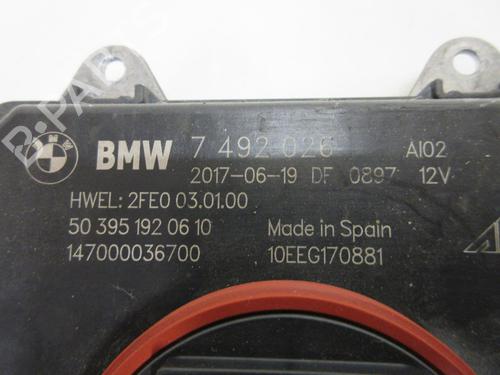 BMW 7 492 026 AI02
2017-06-19 DF 0897 12V
HWEL: 2FE0 03.01.00
50 395 192 06 10 Made in Spain
147000036700 10EEG170881